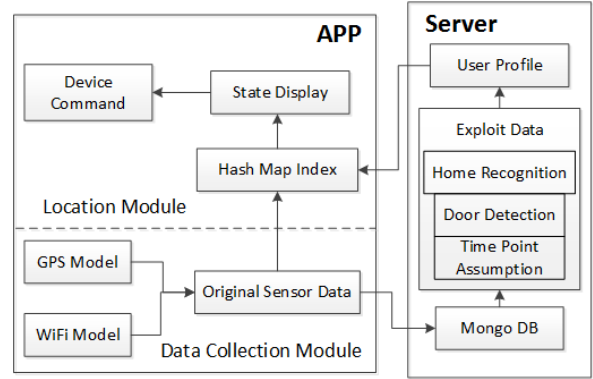 APP
Device
Command
State Display
Hash Map Index
Location Module
GPS Model
Original Sensor Data
WiFi Model
Data Collection Module
Server
User Profile
Exploit Data
Home Recognition
Door Detection
Time Point
Assumption
Mongo DB